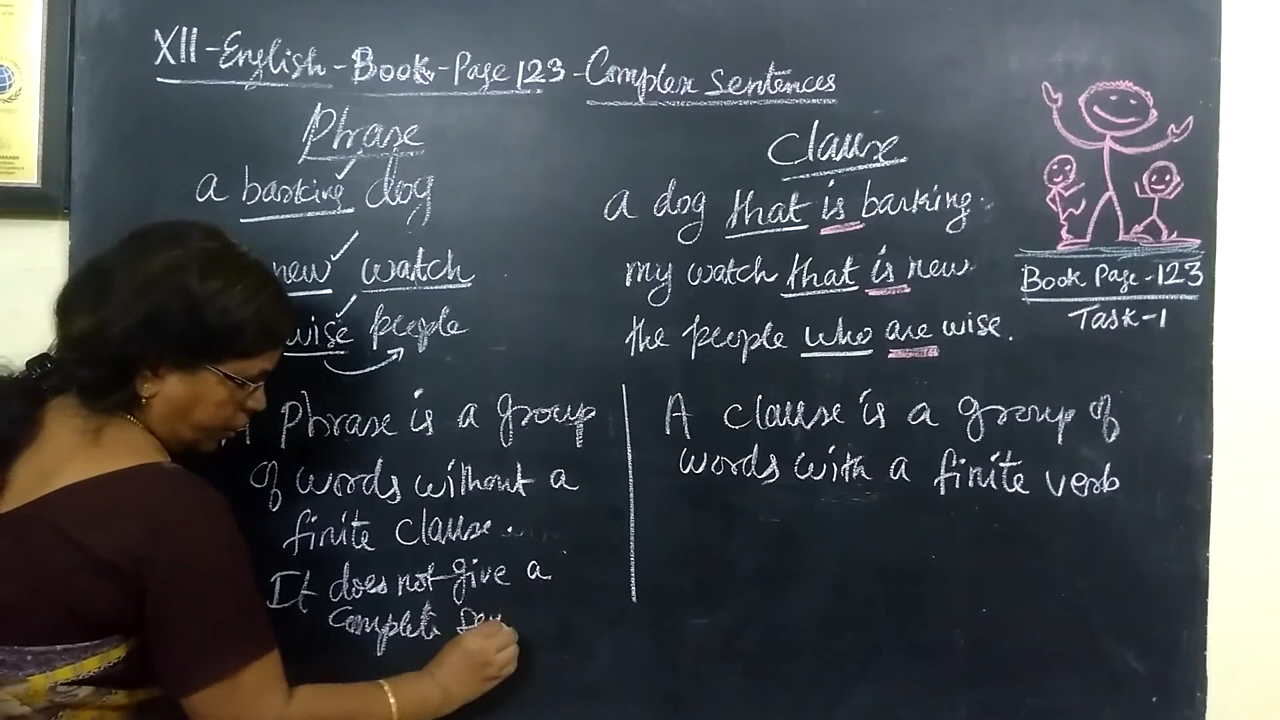 XII-English-Book-Page 123-Complex Sentences
Phrase
a barking dog
new watch
wise people
Clause
a dog that is barking.
my watch that is new.
the people who are wise.
Book Page-123
Task-1
Phrase is a group
of words without a
finite clause.
It does not give a
Complete
A clause is a group of
words with a finite verb